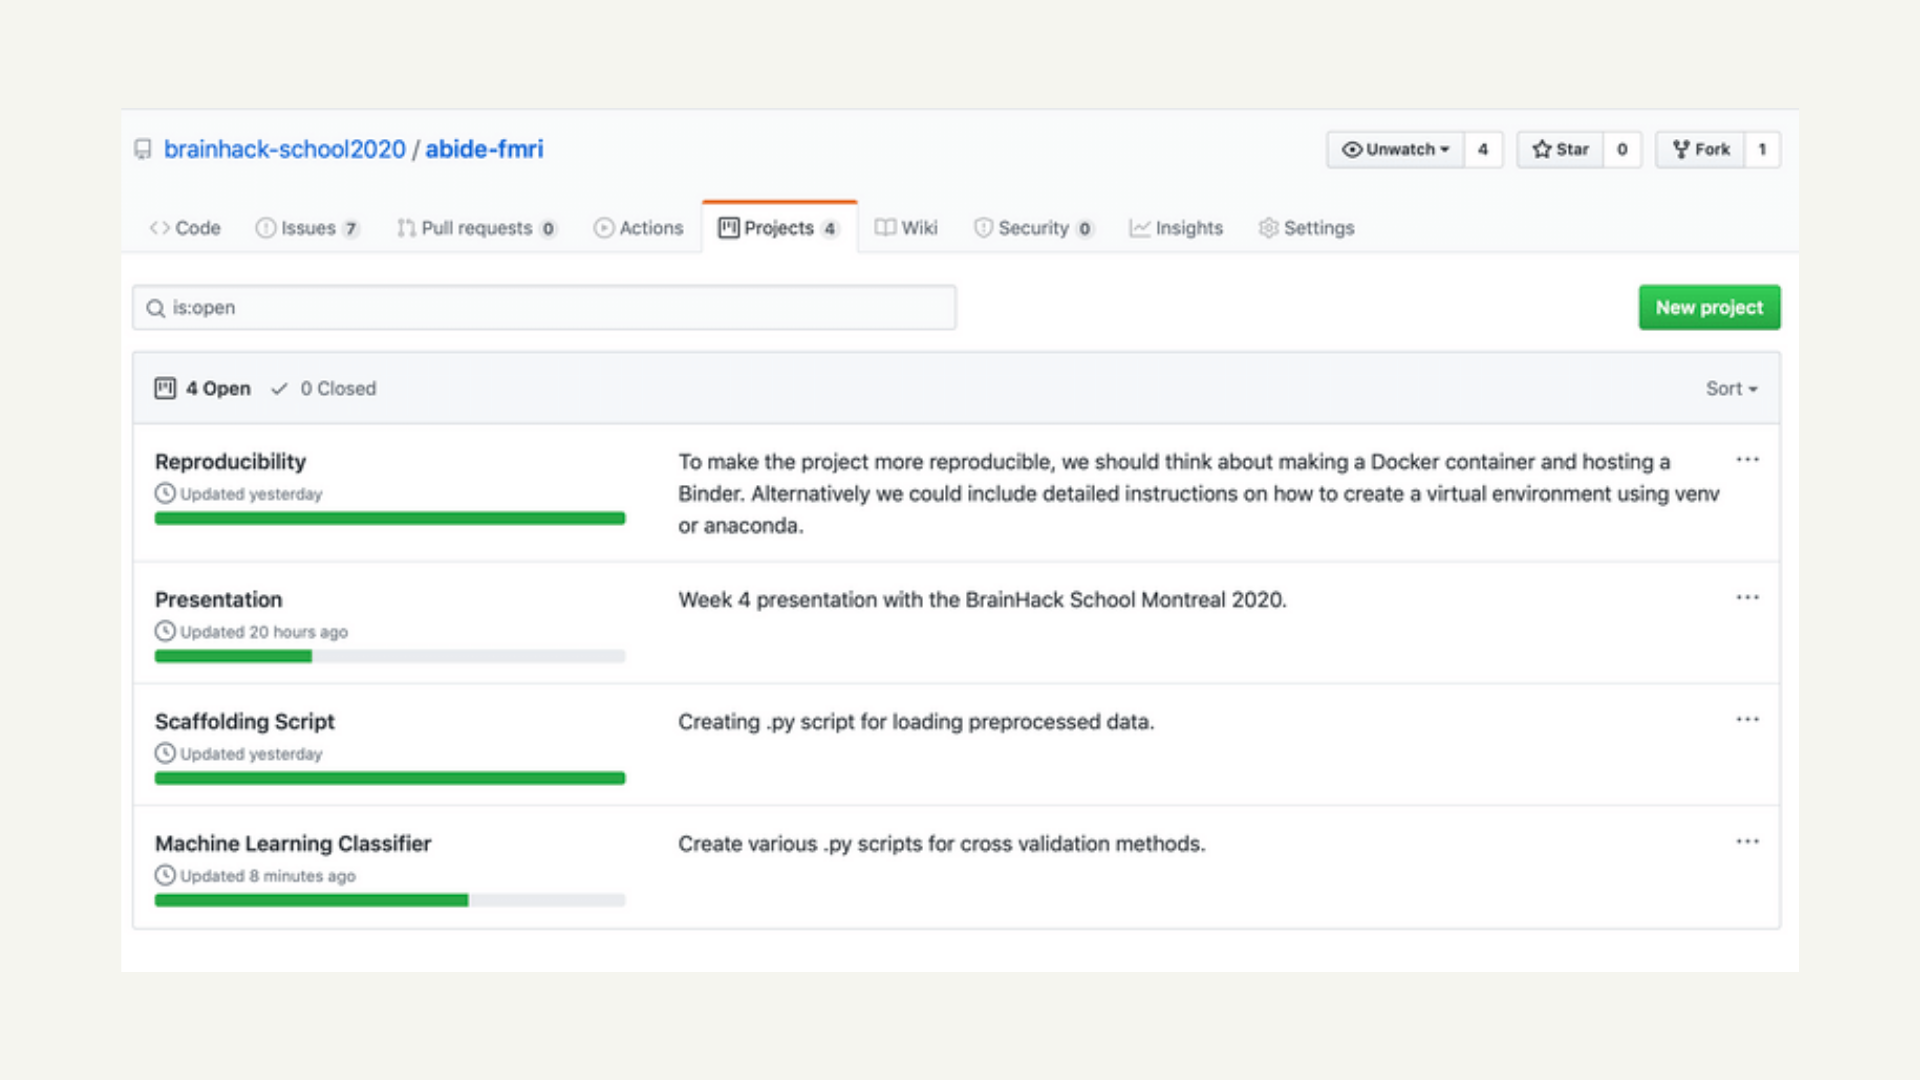 brainhack-school2020 / abide-fmri
Unwatch 4 Star 0 Fork 1
Code Issues 7 Pull requests 0 Actions Projects 4 Wiki Security 0 Insights Settings
is:open
New project
4 Open 0 Closed
Sort
Reproducibility
Updated yesterday
To make the project more reproducible, we should think about making a Docker container and hosting a
Binder. Alternatively we could include detailed instructions on how to create a virtual environment using venv
or anaconda.
Presentation
Updated 20 hours ago
Week 4 presentation with the BrainHack School Montreal 2020.
Scaffolding Script
Updated yesterday
Creating .py script for loading preprocessed data.
Machine Learning Classifier
Updated 8 minutes ago
Create various .py scripts for cross validation methods.